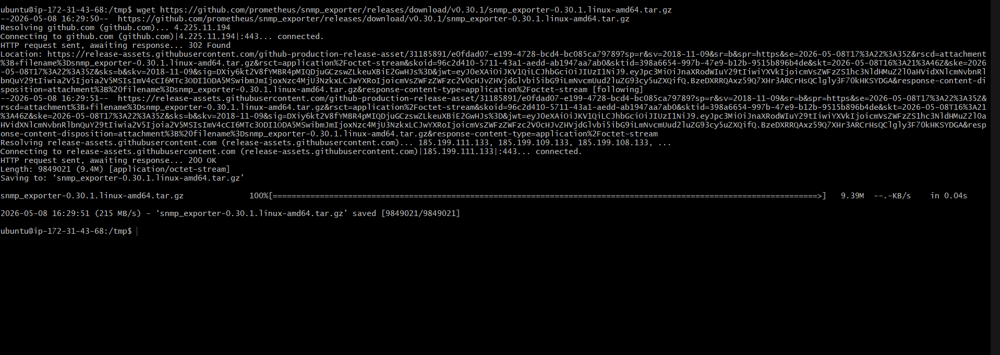 ubuntu@ip-172-31-43-68:/tmp$ wget https://github.com/prometheus/snmp_exporter/releases/download/v0.30.1/snmp_exporter-0.30.1.linux-amd64.tar.gz
--2026-05-08 16:29:50--  https://github.com/prometheus/snmp_exporter/releases/download/v0.30.1/snmp_exporter-0.30.1.linux-amd64.tar.gz
Resolving github.com (github.com)... 4.225.11.194
Connecting to github.com (github.com)|4.225.11.194|:443... connected.
HTTP request sent, awaiting response... 302 Found
Location: https://release-assets.githubusercontent.com/github-production-release-asset/31185891/e0fdad07-e199-4728-bcd4-bc085ca79789?sp=r&sv=2018-11-09&sr=b&spr=https&se=2026-05-08T17%3A22%3A35Z&rscd=attachment
%3B+filename%3Dsnmp_exporter-0.30.1.linux-amd64.tar.gz&rsct=application%2Foctet-stream&skoid=96c2d410-5711-43a1-aedd-ab1947aa7ab0&sktid=398a6654-997b-47e9-b12b-9515b896b4de&skt=2026-05-08T16%3A21%3A46Z&ske=2026
-05-08T17%3A22%3A35Z&sks=b&skv=2018-11-09&sig=DXiy6kt2V8fYMBR4pMIQDjuGCzswZLkeuXBiE2GwHJs%3D&jwt=eyJ0eXAiOiJKV1QiLCJhbGciOiJIUzI1NiJ9.eyJpc3MiOiJnaXRodWIuY29tIiwiYXVkIjoicmVsZWFzZS1hc3NldHMuZ2l0aHVidXNlcmNvbnRl
bnQuY29tIiwia2V5Ijoia2V5MSIsImV4cCI6MTc3ODI1ODA5MSwibmJmIjoxNzc4MjU3NzkxLCJwYXRoIjoicmVsZWFzZWFzc2V0cHJvZHVjdGlvbi5ibG9iLmNvcmUud2luZG93cy5uZXQifQ.BzeDXRRQAxz59Q7XHr3ARCrHsQClgly3F70kHKSYDGA&response-content-di
sposition=attachment%3B%20filename%3Dsnmp_exporter-0.30.1.linux-amd64.tar.gz&response-content-type=application%2Foctet-stream [following]
--2026-05-08 16:29:51--  https://release-assets.githubusercontent.com/github-production-release-asset/31185891/e0fdad07-e199-4728-bcd4-bc085ca79789?sp=r&sv=2018-11-09&sr=b&spr=https&se=2026-05-08T17%3A22%3A35Z&
rscd=attachment%3B+filename%3Dsnmp_exporter-0.30.1.linux-amd64.tar.gz&rsct=application%2Foctet-stream&skoid=96c2d410-5711-43a1-aedd-ab1947aa7ab0&sktid=398a6654-997b-47e9-b12b-9515b896b4de&skt=2026-05-08T16%3A21
%3A46Z&ske=2026-05-08T17%3A22%3A35Z&sks=b&skv=2018-11-09&sig=DXiy6kt2V8fYMBR4pMIQDjuGCzswZLkeuXBiE2GwHJs%3D&jwt=eyJ0eXAiOiJKV1QiLCJhbGciOiJIUzI1NiJ9.eyJpc3MiOiJnaXRodWIuY29tIiwiYXVkIjoicmVsZWFzZS1hc3NldHMuZ2l0a
HVidXNlcmNvbnRlbnQuY29tIiwia2V5Ijoia2V5MSIsImV4cCI6MTc3ODI1ODA5MSwibmJmIjoxNzc4MjU3NzkxLCJwYXRoIjoicmVsZWFzZWFzc2V0cHJvZHVjdGlvbi5ibG9iLmNvcmUud2luZG93cy5uZXQifQ.BzeDXRRQAxz59Q7XHr3ARCrHsQClgly3F70kHKSYDGA&resp
onse-content-disposition=attachment%3B%20filename%3Dsnmp_exporter-0.30.1.linux-amd64.tar.gz&response-content-type=application%2Foctet-stream
Resolving release-assets.githubusercontent.com (release-assets.githubusercontent.com)... 185.199.111.133, 185.199.109.133, 185.199.108.133, ...
Connecting to release-assets.githubusercontent.com (release-assets.githubusercontent.com)|185.199.111.133|:443... connected.
HTTP request sent, awaiting response... 200 OK
Length: 9849021 (9.4M) [application/octet-stream]
Saving to: ‘snmp_exporter-0.30.1.linux-amd64.tar.gz’
snmp_exporter-0.30.1.linux-amd64.tar.gz              100%[====================================================================================================================>]   9.39M  --.-KB/s    in 0.04s
2026-05-08 16:29:51 (215 MB/s) - ‘snmp_exporter-0.30.1.linux-amd64.tar.gz’ saved [9849021/9849021]
ubuntu@ip-172-31-43-68:/tmp$